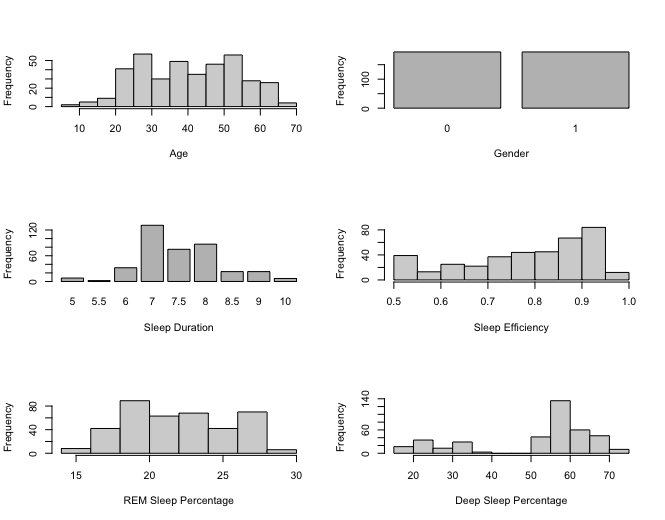 Frequency
0 20 50
10 20 30 40 50 60 70
Age
Frequency
0 100
0 1
Gender
Frequency
0 60 120
5 5.5 6 7 7.5 8 8.5 9 10
Sleep Duration
Frequency
0 40 80
0.5 0.6 0.7 0.8 0.9 1.0
Sleep Efficiency
Frequency
0 40 80
15 20 25 30
REM Sleep Percentage
Frequency
0 60 140
20 30 40 50 60 70
Deep Sleep Percentage